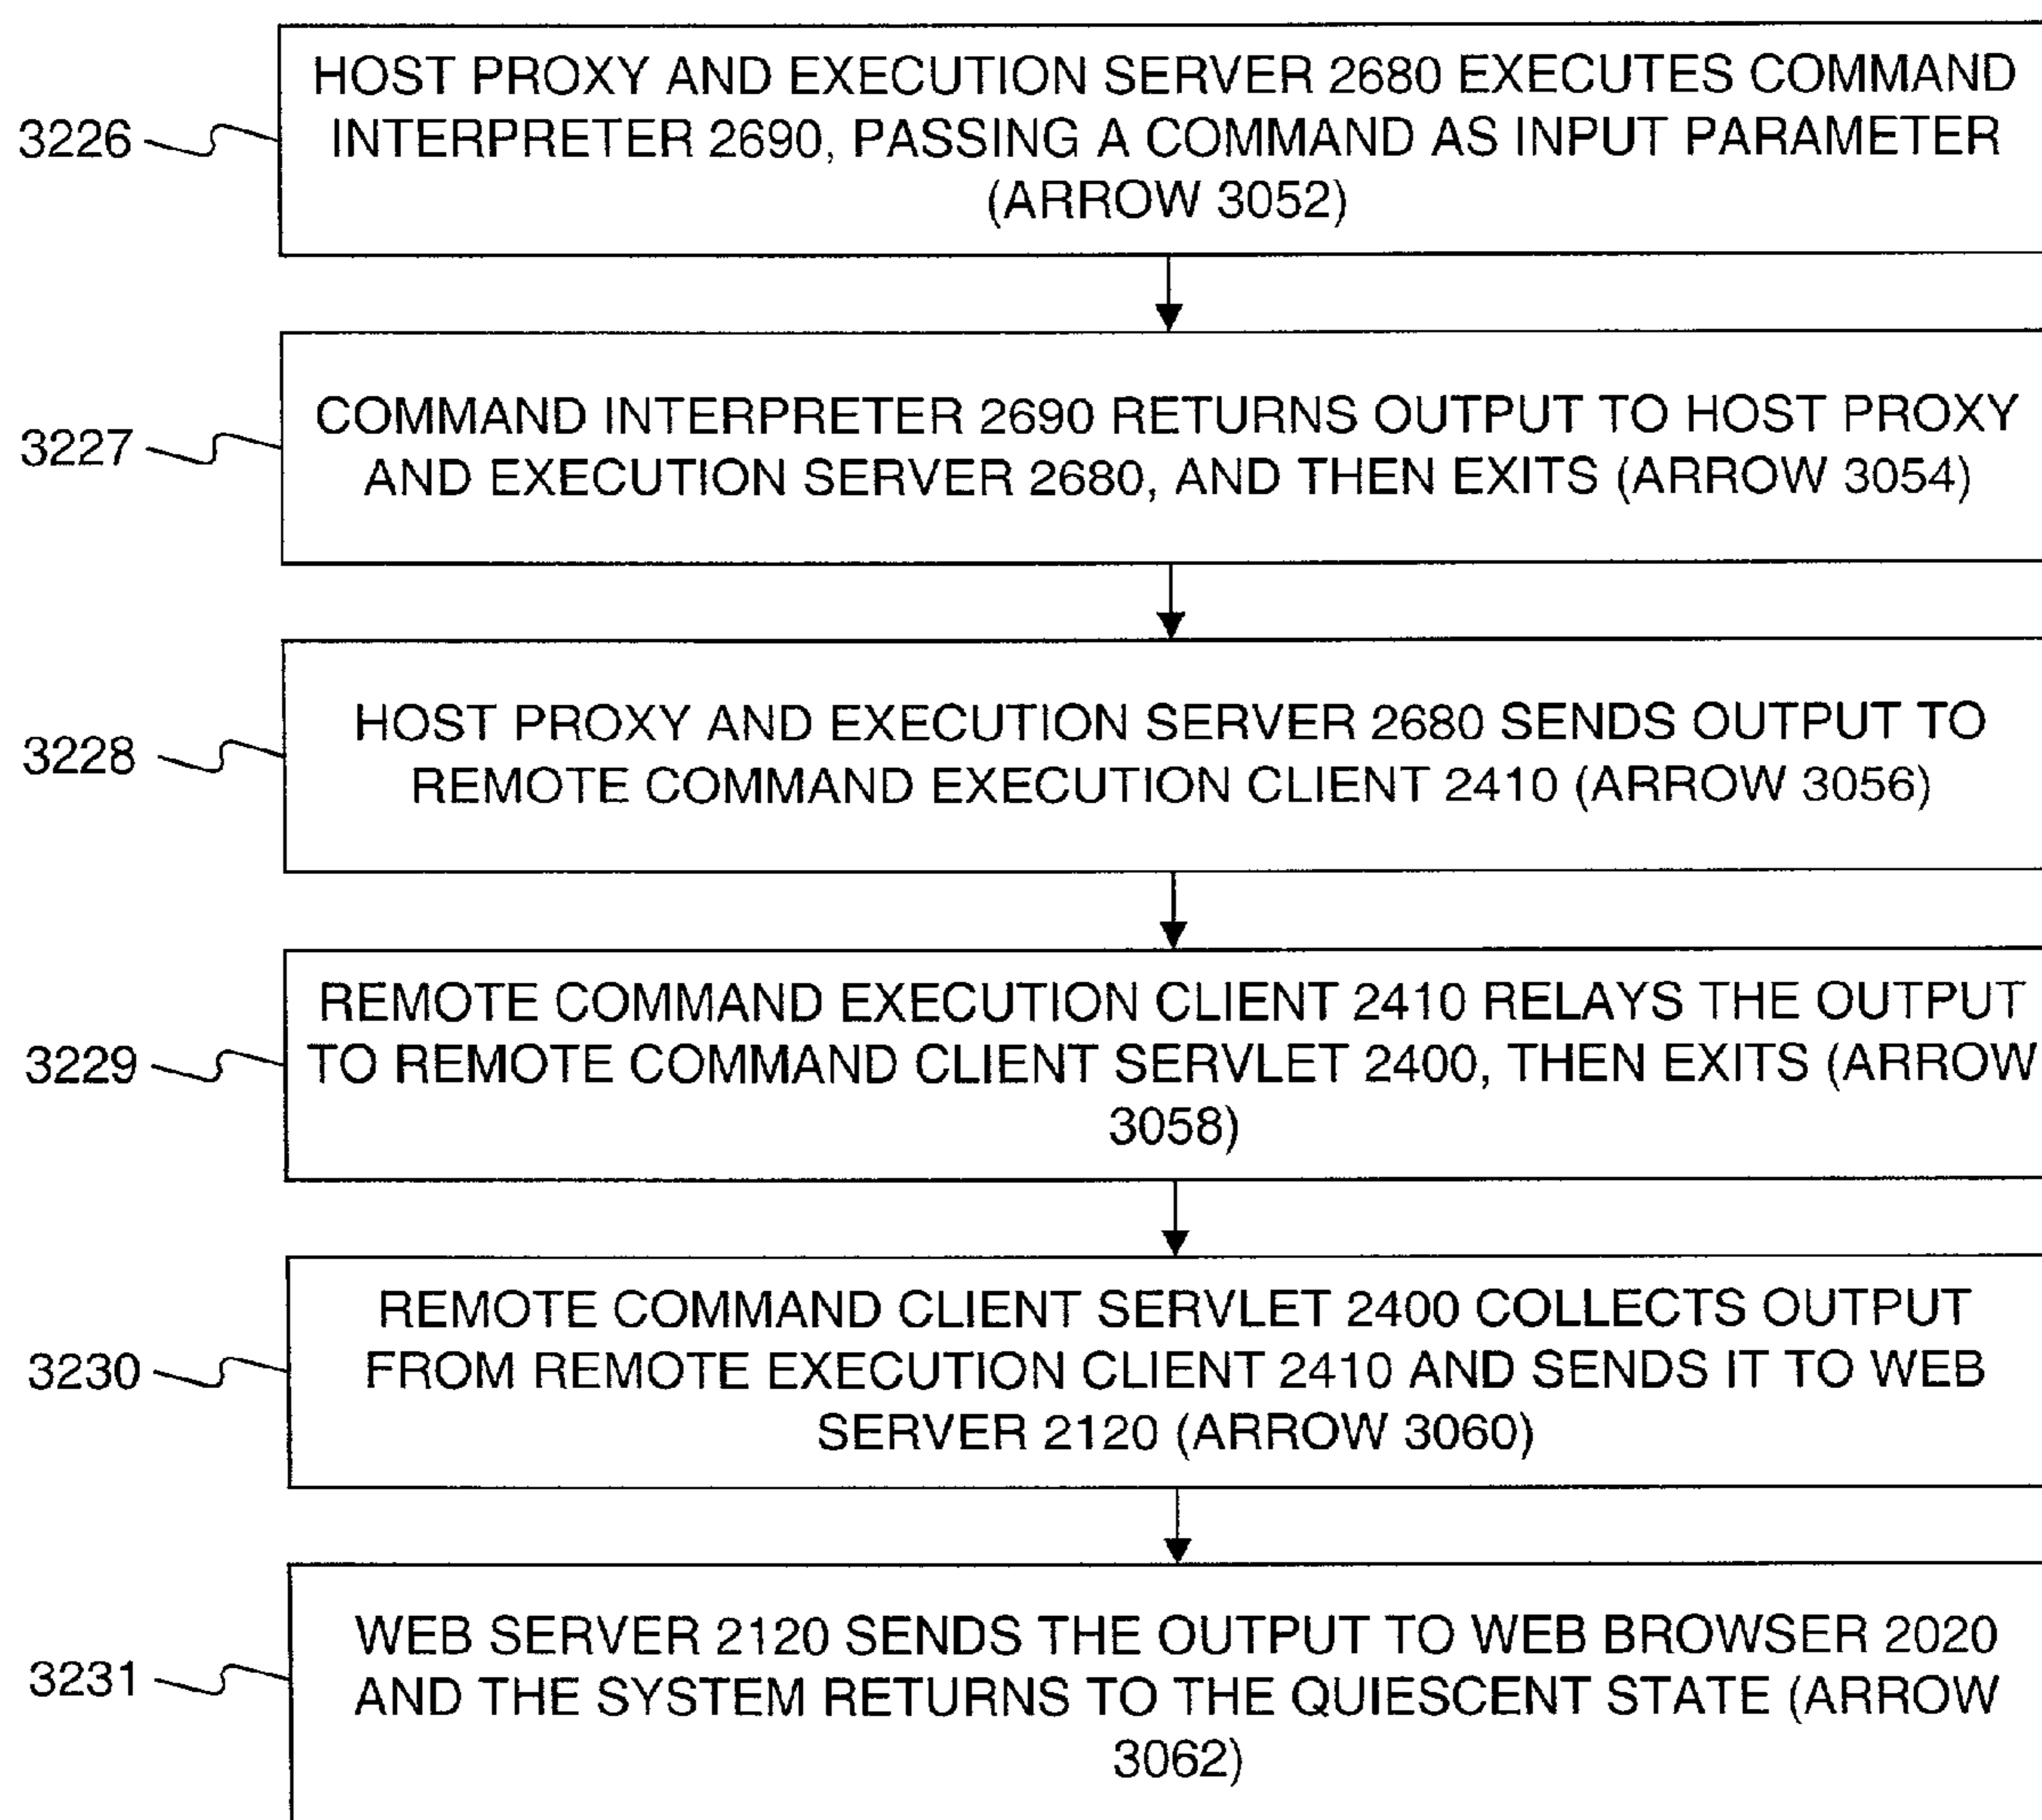 3226
HOST PROXY AND EXECUTION SERVER 2680 EXECUTES COMMAND
INTERPRETER 2690, PASSING A COMMAND AS INPUT PARAMETER
(ARROW 3052)
3227
COMMAND INTERPRETER 2690 RETURNS OUTPUT TO HOST PROXY
AND EXECUTION SERVER 2680, AND THEN EXITS (ARROW 3054)
3228
HOST PROXY AND EXECUTION SERVER 2680 SENDS OUTPUT TO
REMOTE COMMAND EXECUTION CLIENT 2410 (ARROW 3056)
3229
REMOTE COMMAND EXECUTION CLIENT 2410 RELAYS THE OUTPUT
TO REMOTE COMMAND CLIENT SERVLET 2400, THEN EXITS (ARROW
3058)
3230
REMOTE COMMAND CLIENT SERVLET 2400 COLLECTS OUTPUT
FROM REMOTE EXECUTION CLIENT 2410 AND SENDS IT TO WEB
SERVER 2120 (ARROW 3060)
3231
WEB SERVER 2120 SENDS THE OUTPUT TO WEB BROWSER 2020
AND THE SYSTEM RETURNS TO THE QUIESCENT STATE (ARROW
3062)